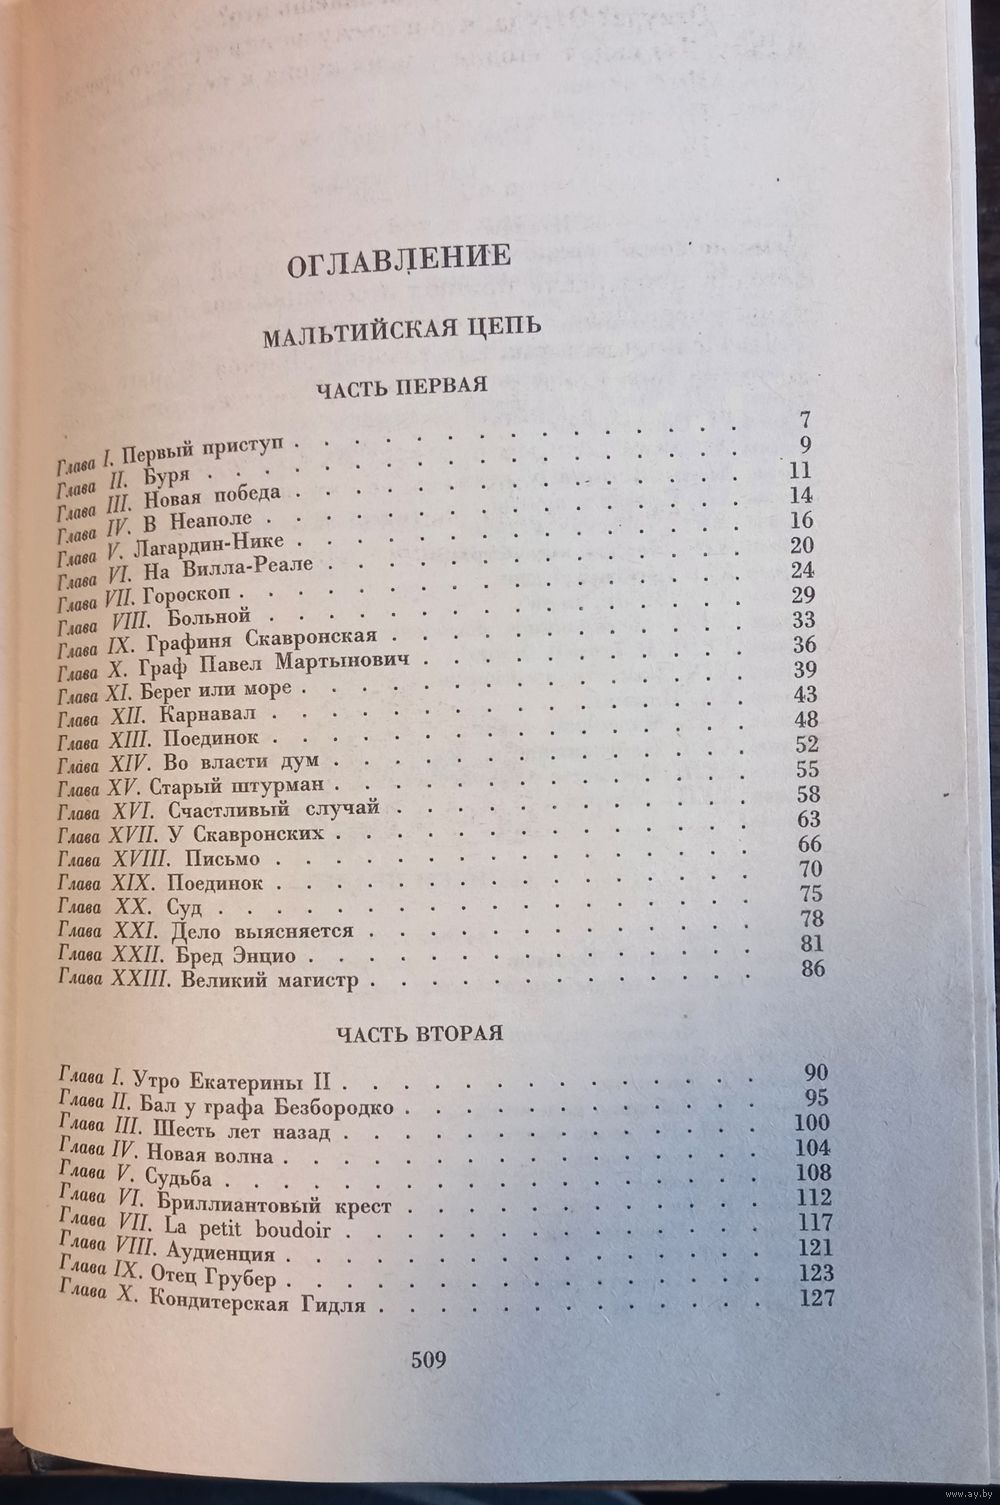 ОГЛАВЛЕНИЕ
МАЛЬТИЙСКАЯ ЦЕПЬ
ЧАСТЬ ПЕРВАЯ
Глава I. Первый приступ . . . . . . . . . . . . . . . 7
Глава II. Буря . . . . . . . . . . . . . . . . . . 9
Глава III. Новая победа . . . . . . . . . . . . . . . 11
Глава IV. В Неаполе . . . . . . . . . . . . . . . . 14
Глава V. Лагардин-Нике . . . . . . . . . . . . . . . 16
Глава VI. На Вилла-Реале . . . . . . . . . . . . . . 20
Глава VII. Гороскоп . . . . . . . . . . . . . . . . . 24
Глава VIII. Больной . . . . . . . . . . . . . . . . 29
Глава IX. Графиня Скавронская . . . . . . . . . . . . 33
Глава X. Граф Павел Мартынович . . . . . . . . . . . 36
Глава XI. Берег или море . . . . . . . . . . . . . . . 39
Глава XII. Карнавал . . . . . . . . . . . . . . . . 43
Глава XIII. Поединок . . . . . . . . . . . . . . . . 48
Глава XIV. Во власти дум . . . . . . . . . . . . . . 52
Глава XV. Старый штурман . . . . . . . . . . . . . . 55
Глава XVI. Счастливый случай . . . . . . . . . . . . 58
Глава XVII. У Скавронских . . . . . . . . . . . . . . 63
Глава XVIII. Письмо . . . . . . . . . . . . . . . . 66
Глава XIX. Поединок . . . . . . . . . . . . . . . . 70
Глава XX. Суд . . . . . . . . . . . . . . . . . . 75
Глава XXI. Дело выясняется . . . . . . . . . . . . . 78
Глава XXII. Бред Энцио . . . . . . . . . . . . . . . 81
Глава XXIII. Великий магистр . . . . . . . . . . . . . 86
ЧАСТЬ ВТОРАЯ
Глава I. Утро Екатерины II . . . . . . . . . . . . . . 90
Глава II. Бал у графа Безбородко . . . . . . . . . . . . 95
Глава III. Шесть лет назад . . . . . . . . . . . . . . 100
Глава IV. Новая волна . . . . . . . . . . . . . . . . 104
Глава V. Судьба . . . . . . . . . . . . . . . . . . 108
Глава VI. Бриллиантовый крест . . . . . . . . . . . . 112
Глава VII. La petit boudoir . . . . . . . . . . . . . . 117
Глава VIII. Аудиенция . . . . . . . . . . . . . . . . 121
Глава IX. Отец Грубер . . . . . . . . . . . . . . . . 123
Глава X. Кондитерская Гидля . . . . . . . . . . . . . 127
509
www.ay.by